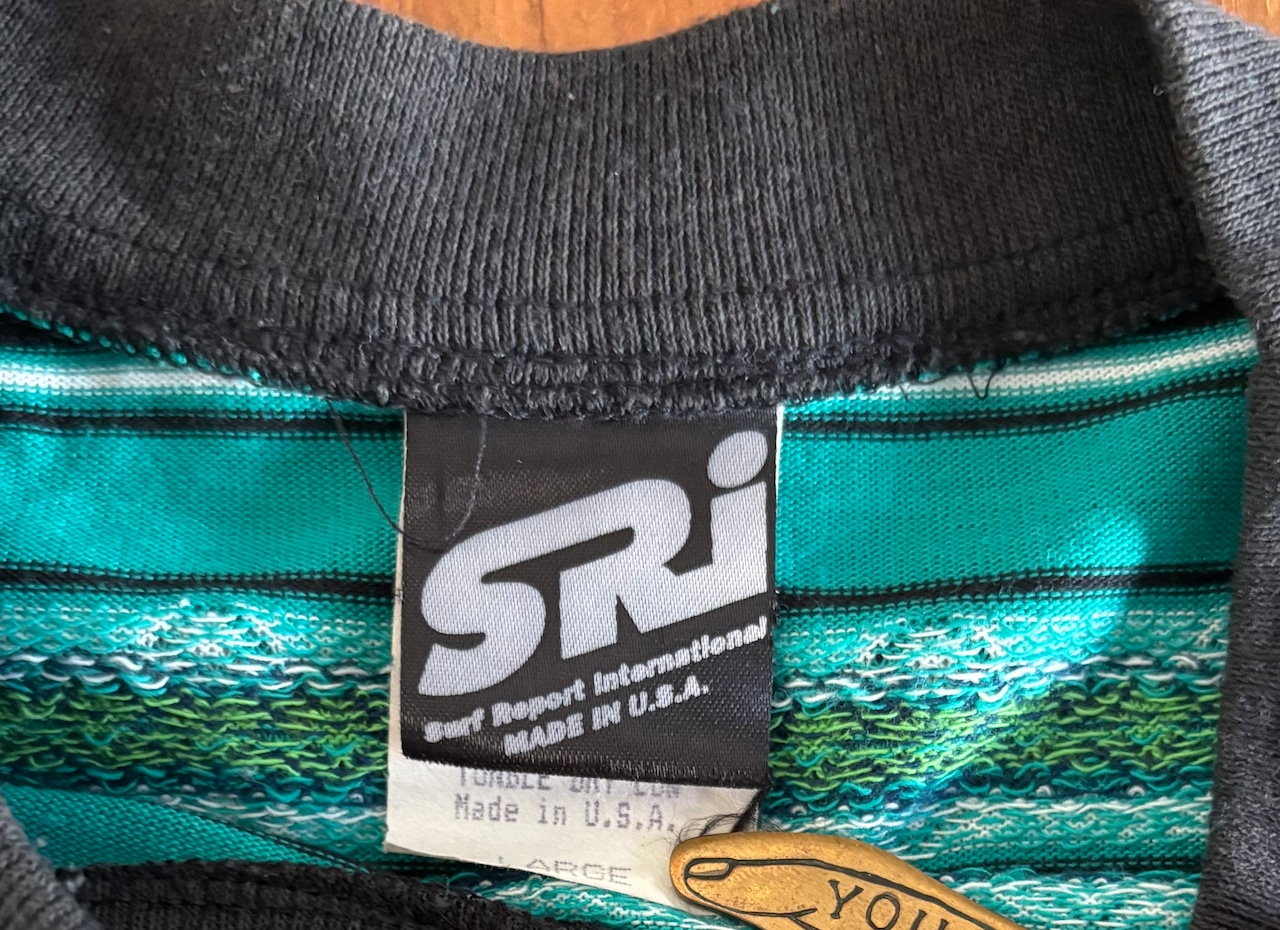 SRi
Surf Report International
MADE IN U.S.A.
TUMBLE DRY LOW
Made in U.S.A.
LARGE
YOU